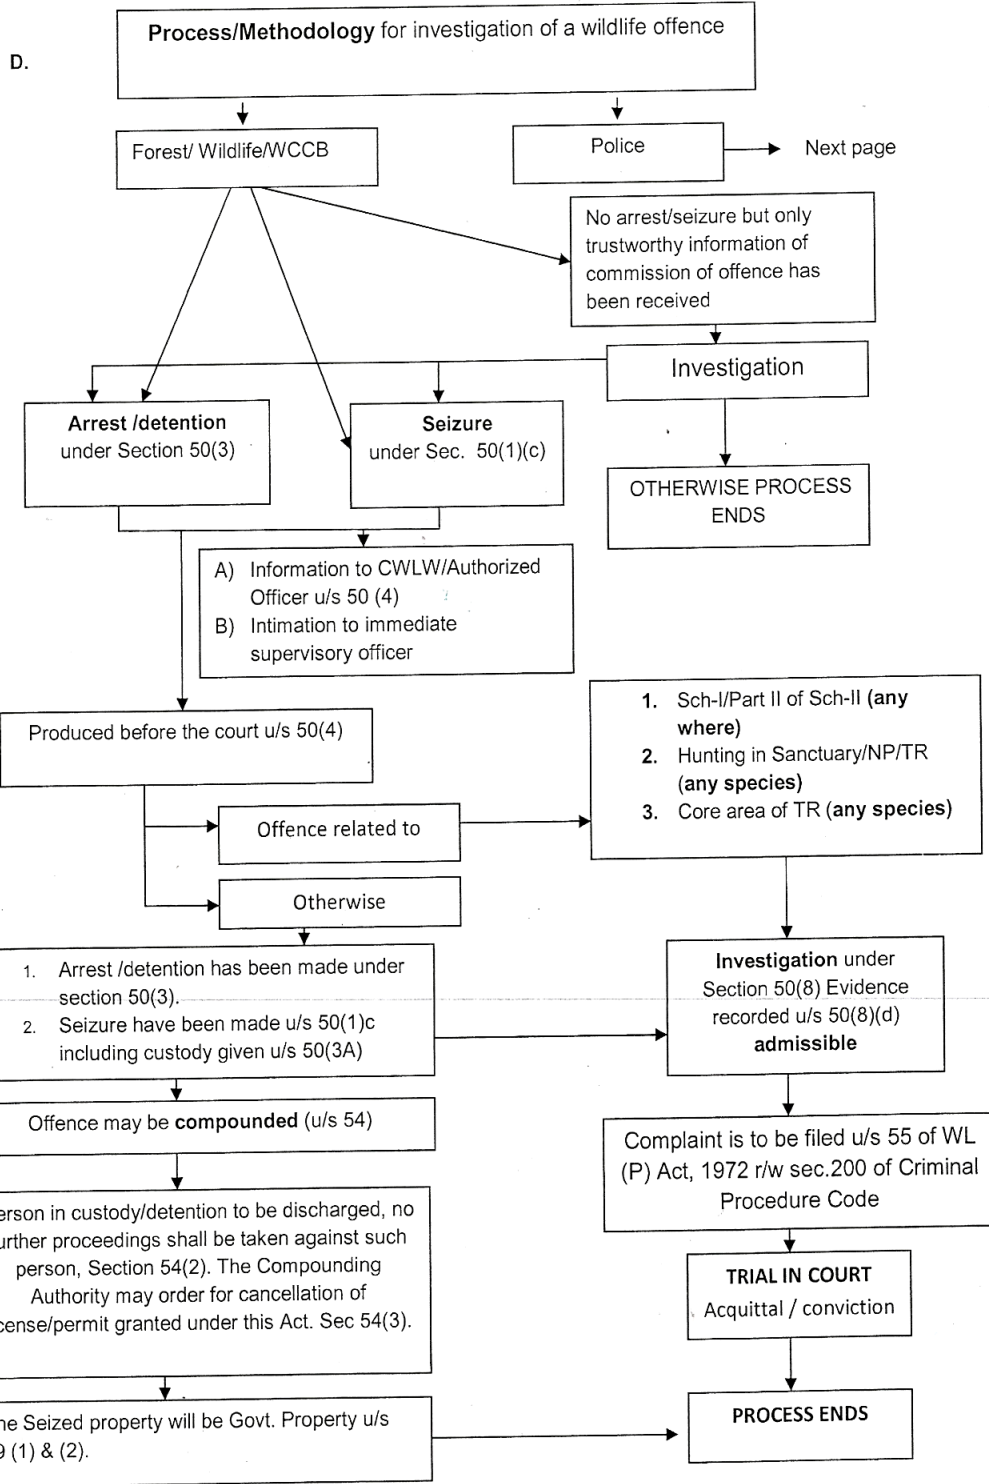 Process/Methodology for investigation of a wildlife offence
D.
Forest/ Wildlife/WCCB
Police
Next page
No arrest/seizure but only
trustworthy information of
commission of offence has
been received
Investigation
Arrest /detention
under Section 50(3)
Seizure
under Sec. 50(1)(c)
OTHERWISE PROCESS
ENDS
A) Information to CWLW/Authorized
Officer u/s 50 (4)
B) Intimation to immediate
supervisory officer
Produced before the court u/s 50(4)
1. Sch-I/Part II of Sch-II (any
where)
2. Hunting in Sanctuary/NP/TR
(any species)
3. Core area of TR (any species)
Offence related to
Otherwise
1. Arrest /detention has been made under
section 50(3).
2. Seizure have been made u/s 50(1)c
including custody given u/s 50(3A)
Investigation under
Section 50(8) Evidence
recorded u/s 50(8)(d)
admissible
Offence may be compounded (u/s 54)
Complaint is to be filed u/s 55 of WL
(P) Act, 1972 r/w sec.200 of Criminal
Procedure Code
erson in custody/detention to be discharged, no
urther proceedings shall be taken against such
person, Section 54(2). The Compounding
Authority may order for cancellation of
cense/permit granted under this Act. Sec 54(3).
TRIAL IN COURT
Acquittal / conviction
he Seized property will be Govt. Property u/s
9 (1) & (2).
PROCESS ENDS